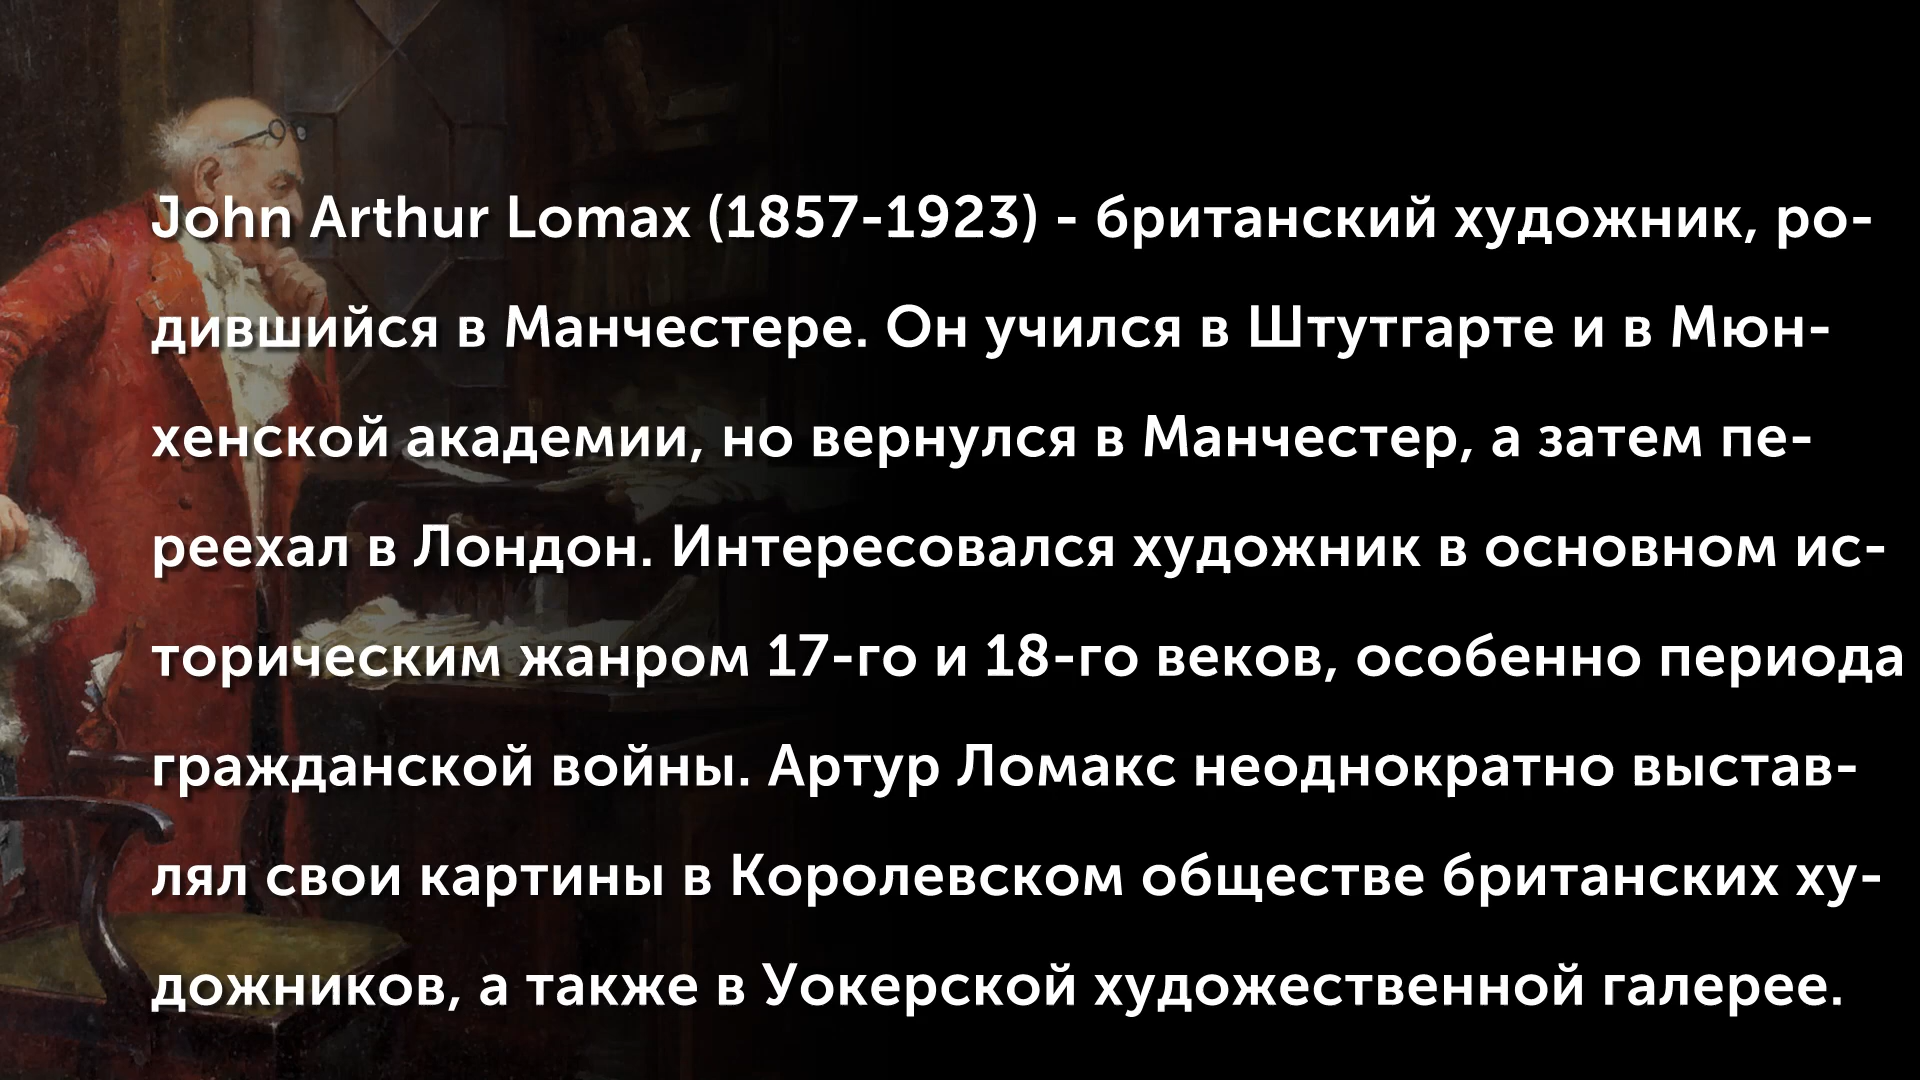 John Arthur Lomax (1857-1923) - британский художник, ро-
дившийся в Манчестере. Он учился в Штутгарте и в Мюн-
хенской академии, но вернулся в Манчестер, а затем пе-
реехал в Лондон. Интересовался художник в основном ис-
торическим жанром 17-го и 18-го веков, особенно периода
гражданской войны. Артур Ломакс неоднократно выстав-
лял свои картины в Королевском обществе британских ху-
дожников, а также в Уокерской художественной галерее.